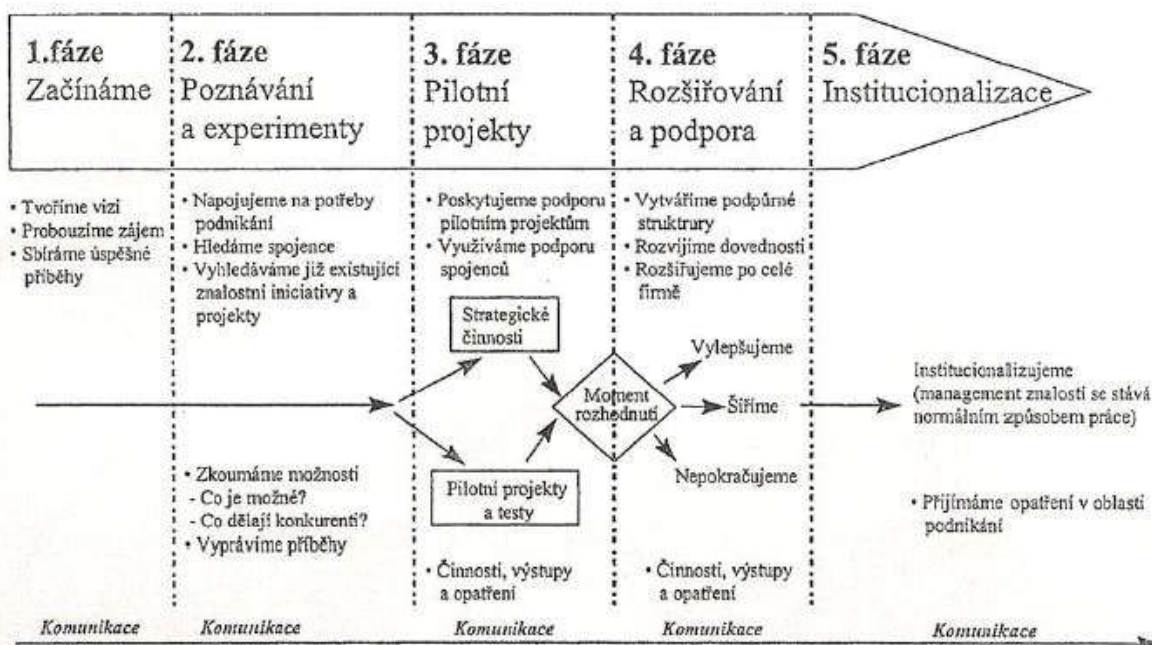 1.fáze
Začínáme
2. fáze
Poznávání
a experimenty
3. fáze
Pilotní
projekty
4. fáze
Rozšiřování
a podpora
5. fáze
Institucionalizace
• Tvoříme vizi
• Probouzíme zájem
• Sbíráme úspěšné
příběhy
• Napojujeme na potřeby
podnikání
• Hledáme spojence
• Vyhledáváme již existující
znalostní iniciativy a
projekty
• Poskytujeme podporu
pilotním projektům
• Využíváme podporu
spojenců
• Vytváříme podpůrné
struktrury
• Rozvíjíme dovednosti
• Rozšiřujeme po celé
firmě
Strategické
činnosti
Moment
rozhodnutí
Pilotní projekty
a testy
Vylepšujeme
Šíříme
Nepokračujeme
Institucionalizujeme
(management znalostí se stává
normálním způsobem práce)
• Zkoumáme možnosti
- Co je možné?
- Co dělají konkurenti?
• Vyprávíme příběhy
• Činnosti, výstupy
a opatření
• Činnosti, výstupy
a opatření
• Přijímáme opatření v oblasti
podnikání
Komunikace
Komunikace
Komunikace
Komunikace
Komunikace